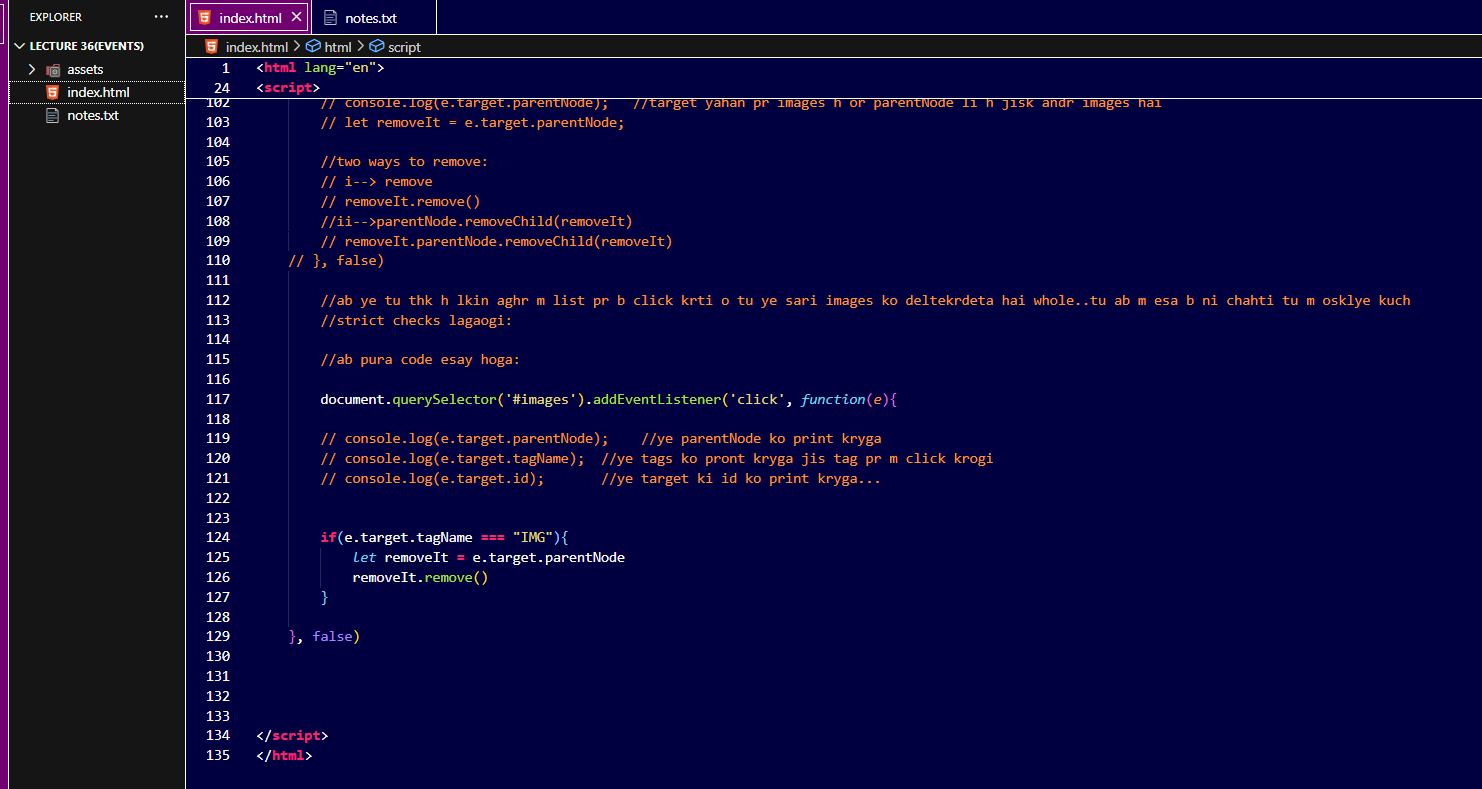 EXPLORER ...
LECTURE 36(EVENTS)
assets
index.html
notes.txt
index.html
notes.txt
index.html > html > script
1 <html lang="en">
24 <script>
102 // console.log(e.target.parentNode); //target yahan pr images h or parentNode li h jisk andr images hai
103 // let removeIt = e.target.parentNode;
104
105 //two ways to remove:
106 // i--> remove
107 // removeIt.remove()
108 //ii-->parentNode.removeChild(removeIt)
109 // removeIt.parentNode.removeChild(removeIt)
110 // }, false)
111
112 //ab ye tu thk h lkin aghr m list pr b click krti o tu ye sari images ko deltekrdeta hai whole..tu ab m esa b ni chahti tu m osklye kuch
113 //strict checks lagaogi:
114
115 //ab pura code esay hoga:
116
117 document.querySelector('#images').addEventListener('click', function(e){
118
119 // console.log(e.target.parentNode); //ye parentNode ko print kryga
120 // console.log(e.target.tagName); //ye tags ko pront kryga jis tag pr m click krogi
121 // console.log(e.target.id); //ye target ki id ko print kryga...
122
123
124 if(e.target.tagName === "IMG"){
125 let removeIt = e.target.parentNode
126 removeIt.remove()
127 }
128
129 }, false)
130
131
132
133
134 </script>
135 </html>